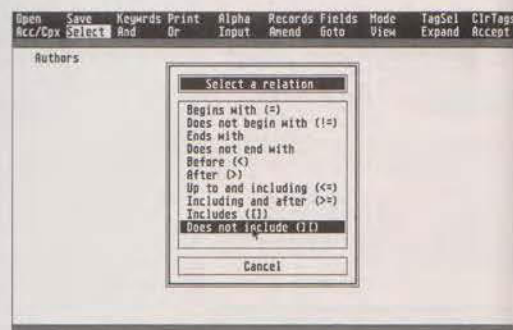 Open Save Keywrds Print Alpha Records Fields Mode TagSel ClrTags
Acc/Cpx Select And Or Input Amend Goto View Expand Accept
Authors
Select a relation
Begins with (=)
Does not begin with (!=)
Ends with
Does not end with
Before (<)
After (>)
Up to and including (<=)
Including and after (>=)
Includes ([])
Does not include (][)
Cancel